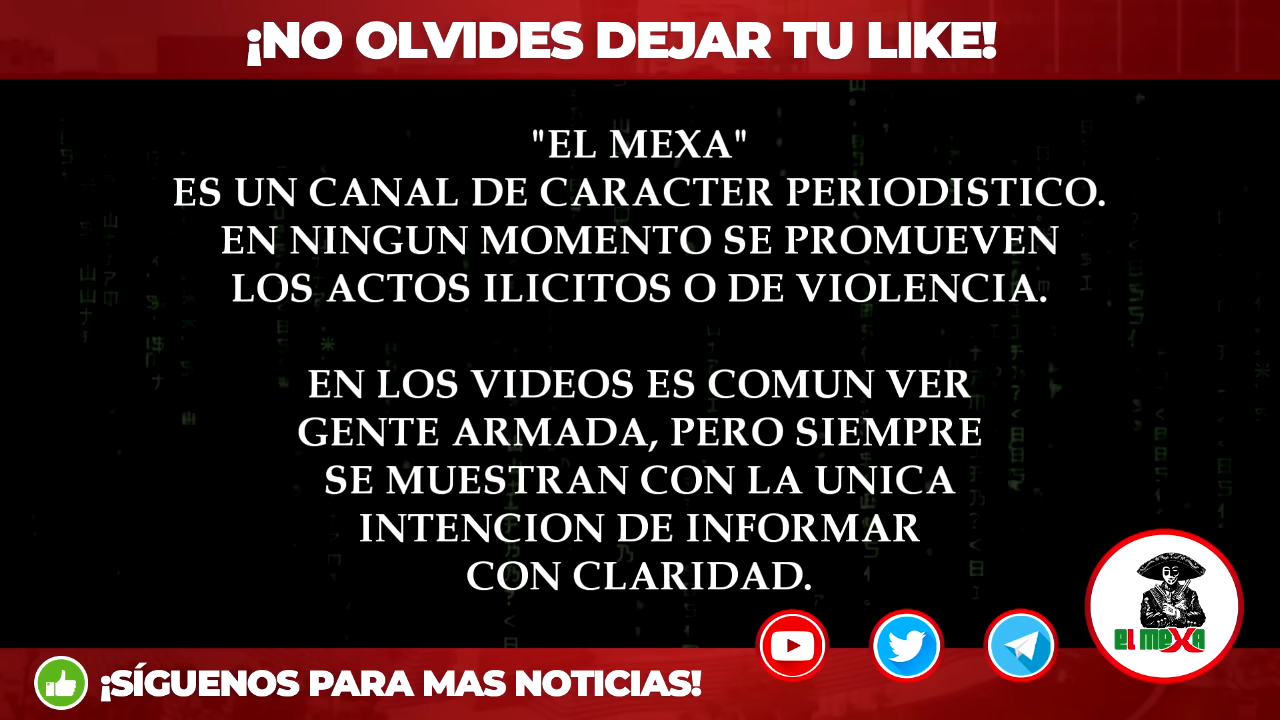 ¡NO OLVIDES DEJAR TU LIKE!
"EL MEXA"
ES UN CANAL DE CARACTER PERIODISTICO.
EN NINGUN MOMENTO SE PROMUEVEN
LOS ACTOS ILICITOS O DE VIOLENCIA.
EN LOS VIDEOS ES COMUN VER
GENTE ARMADA, PERO SIEMPRE
SE MUESTRAN CON LA UNICA
INTENCION DE INFORMAR
CON CLARIDAD.
el mexa
¡SÍGUENOS PARA MAS NOTICIAS!